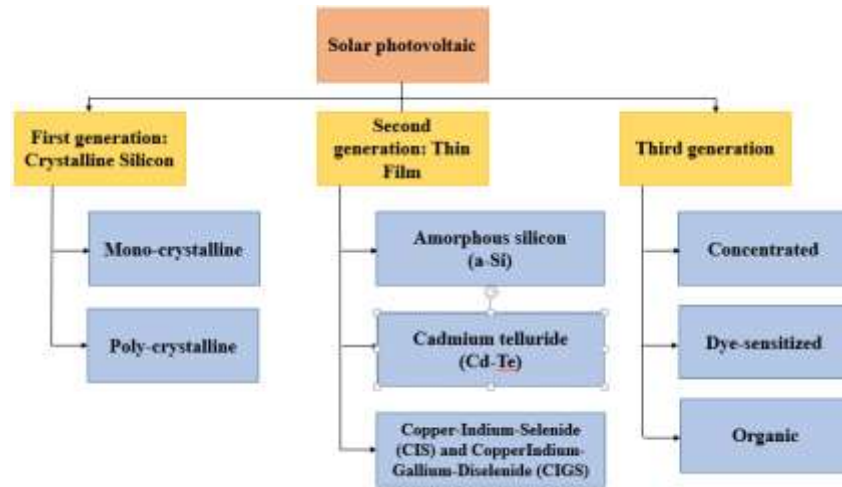 Solar photovoltaic
First generation:
Crystalline Silicon
Second
generation: Thin
Film
Third generation
Mono-crystalline
Poly-crystalline
Amorphous silicon
(a-Si)
Cadmium telluride
(Cd-Te)
Copper-Indium-Selenide
(CIS) and CopperIndium-
Gallium-Diselenide (CIGS)
Concentrated
Dye-sensitized
Organic